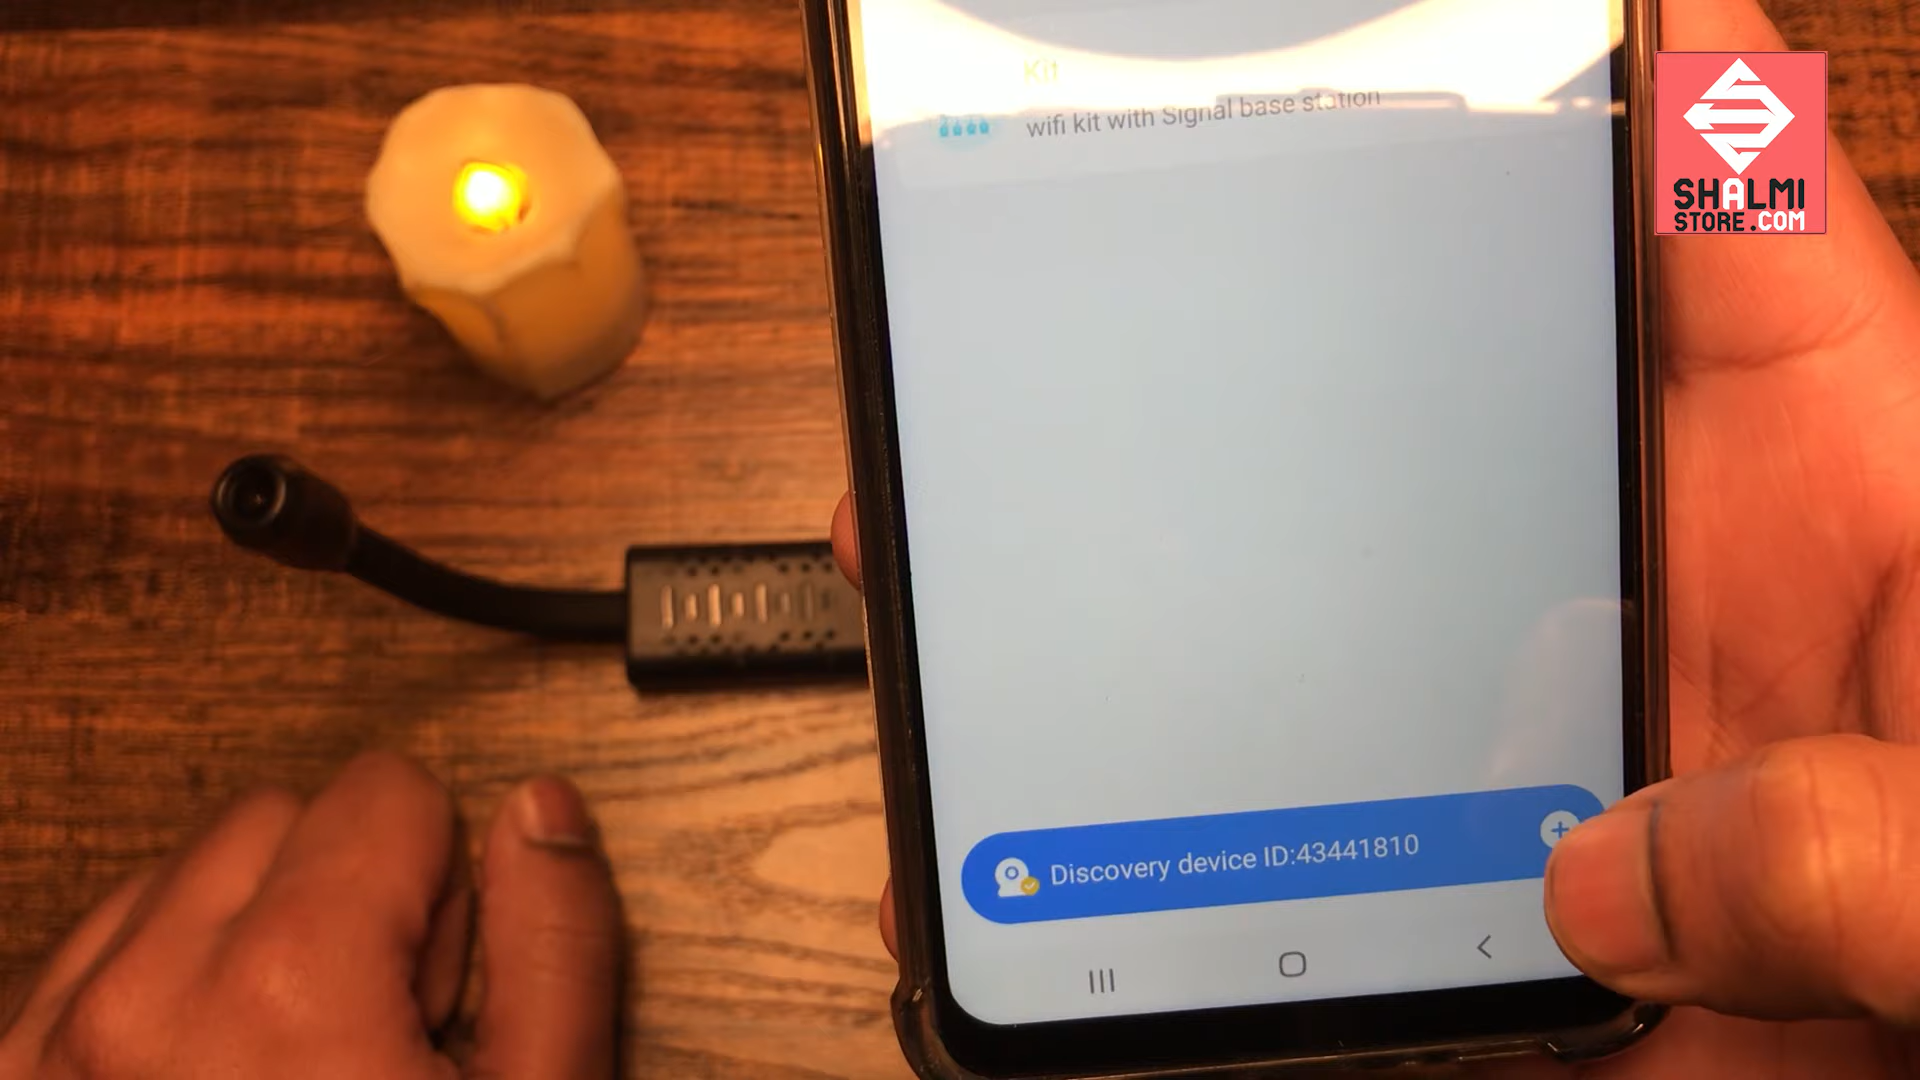 Kit
wifi kit with Signal base station
SHALMI
STORE.COM
Discovery device ID:43441810